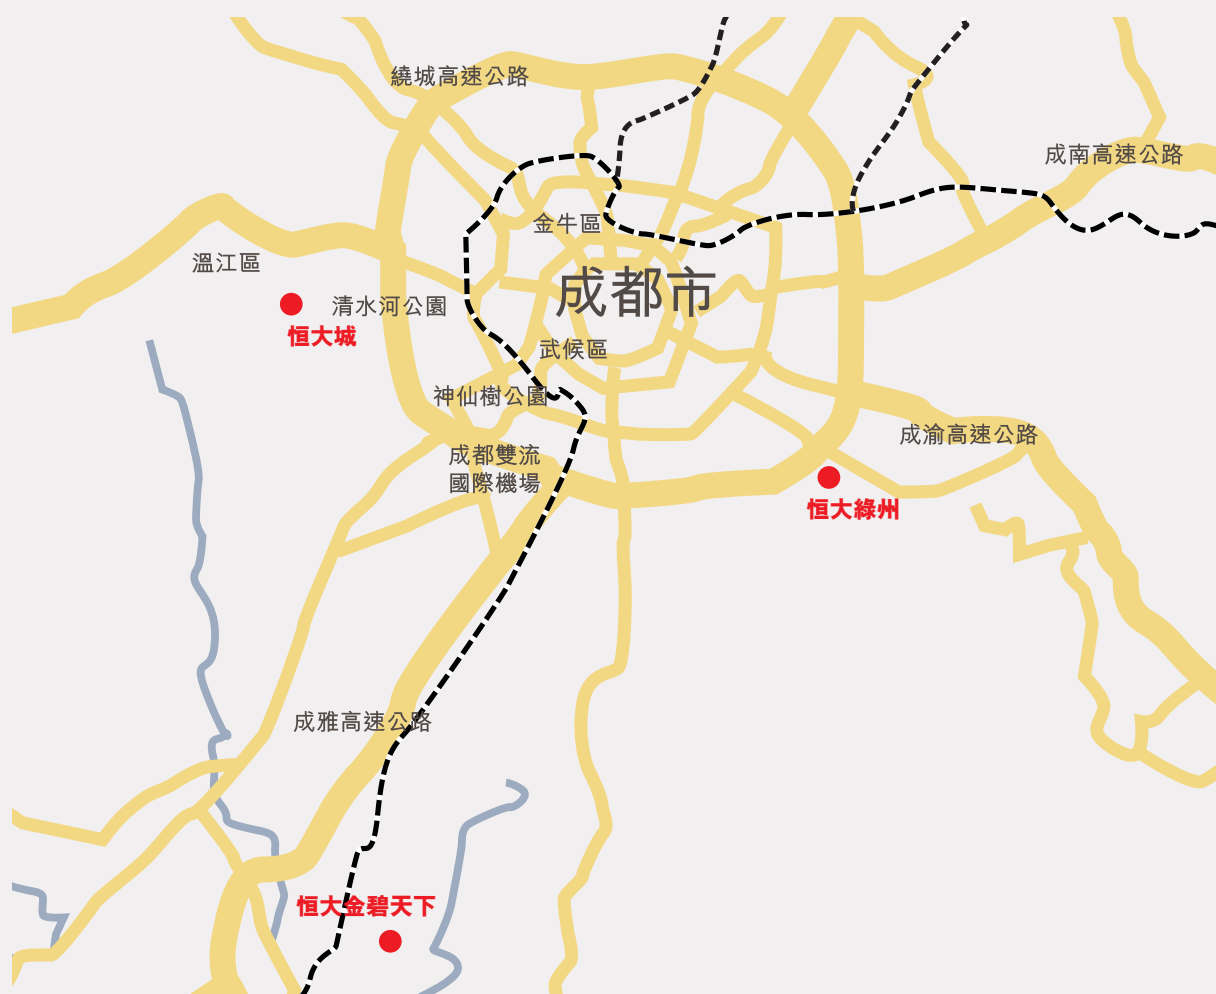 繞城高速公路
成南高速公路
金牛區
溫江區
成都市
清水河公園
恒大城
武候區
神仙樹公園
成渝高速公路
成都雙流
國際機場
恒大綠州
成雅高速公路
恒大金碧天下